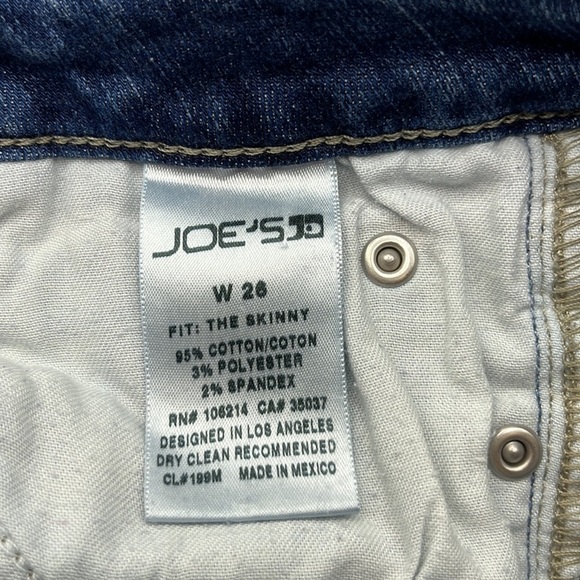 JOE'S
W 26
FIT: THE SKINNY
95% COTTON/COTON
3% POLYESTER
2% SPANDEX
RN# 106214 CA# 35037
DESIGNED IN LOS ANGELES
DRY CLEAN RECOMMENDED
CL# 199M MADE IN MEXICO